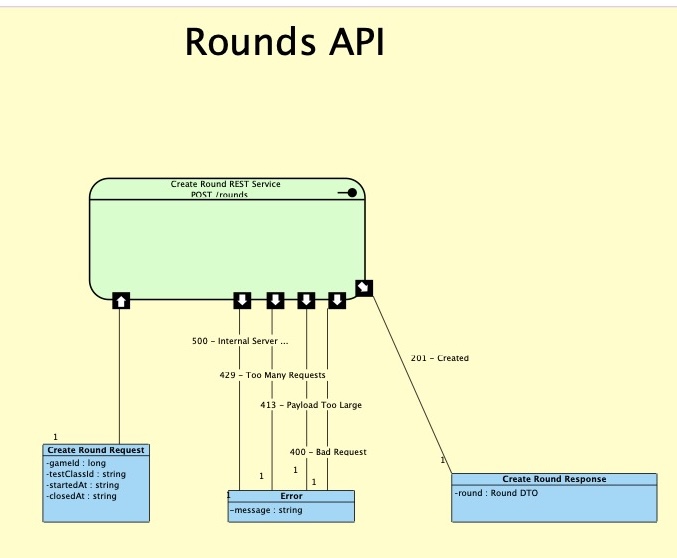 Rounds API
Create Round REST Service
POST /rounds
500 - Internal Server ...
201 - Created
429 - Too Many Requests
413 - Payload Too Large
1
400 - Bad Request
Create Round Request
-gameId : long
-testClassId : string
-startedAt : string
-closedAt : string
1
1
1
1
Error
-message : string
1
Create Round Response
-round : Round DTO